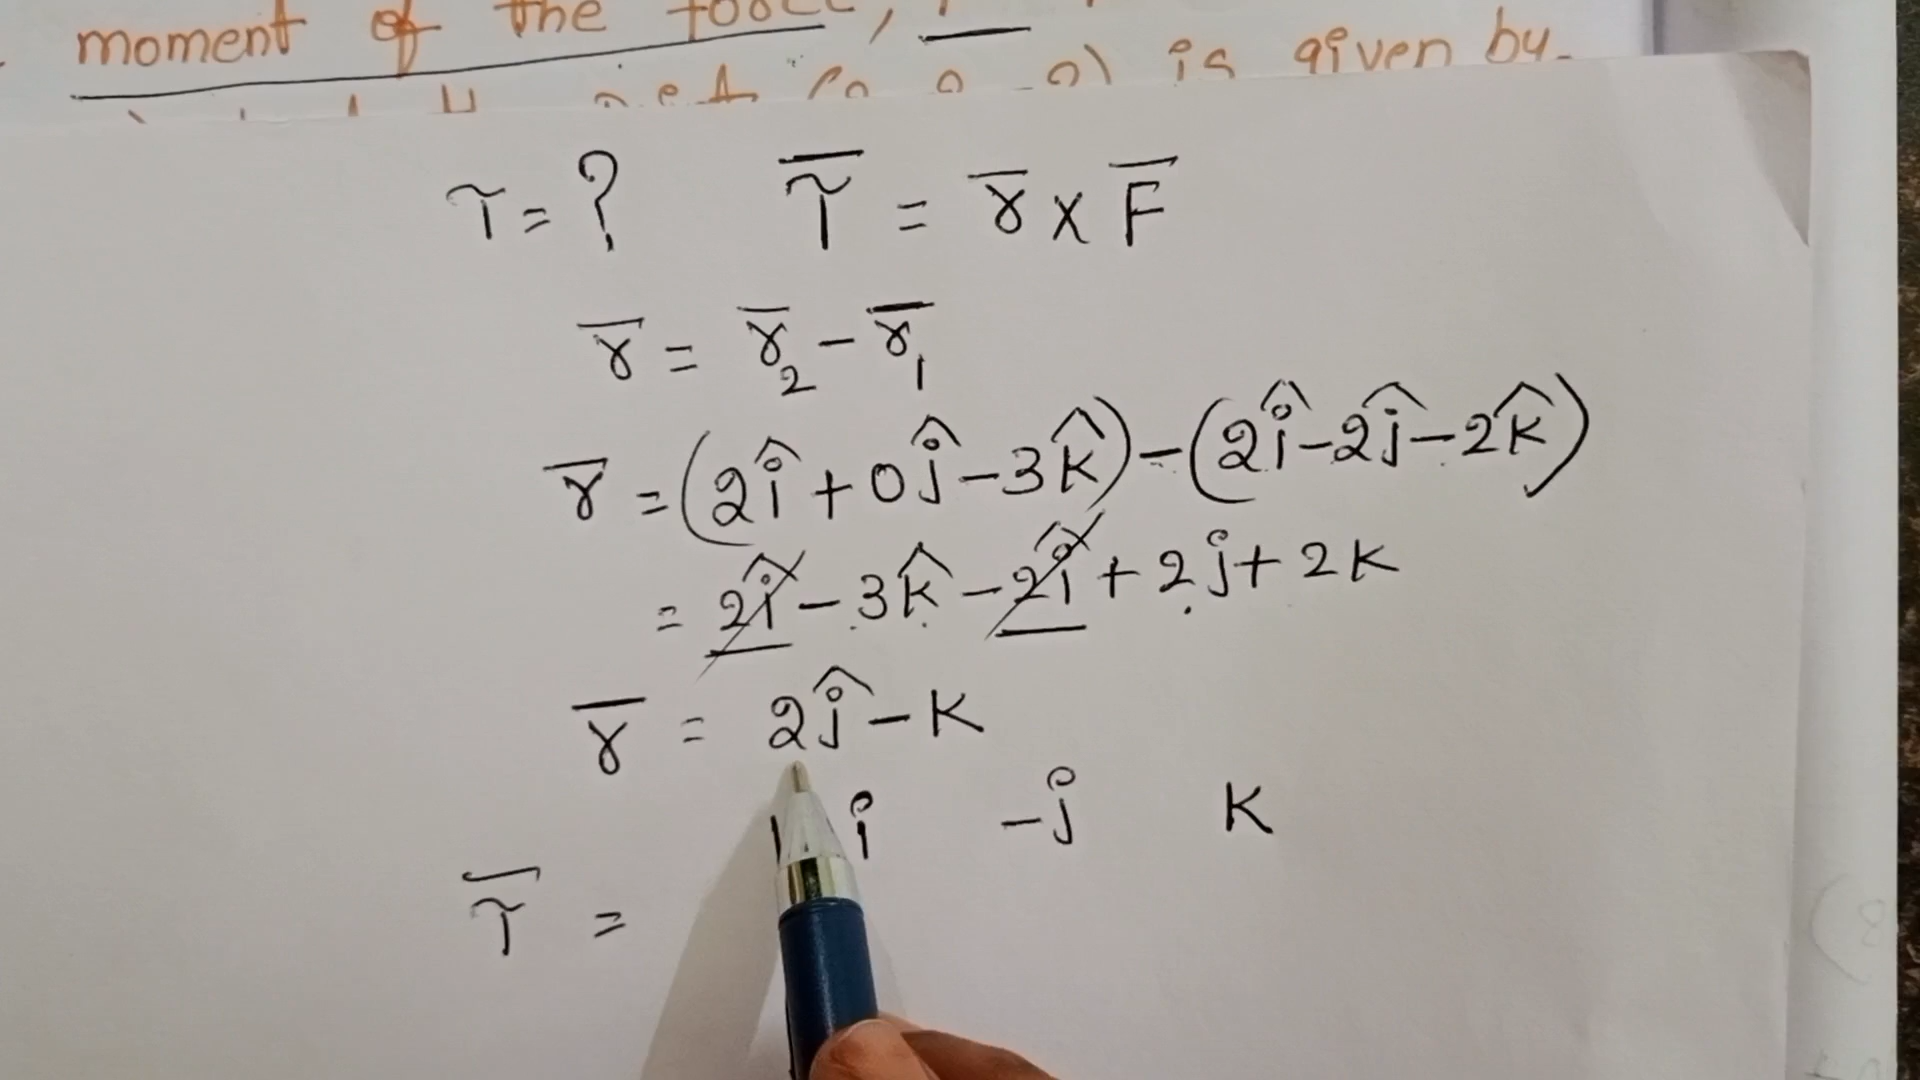 moment of the force,
is given by.
τ = ? τ̅ = r̅ x F̅
r̅ = r̅₂ - r̅₁
r̅ = (2î + 0ĵ - 3k̂) - (2î - 2ĵ - 2k̂)
= 2î - 3k̂ - 2î + 2j + 2k
r̅ = 2ĵ - k
i -j k
τ̅ =